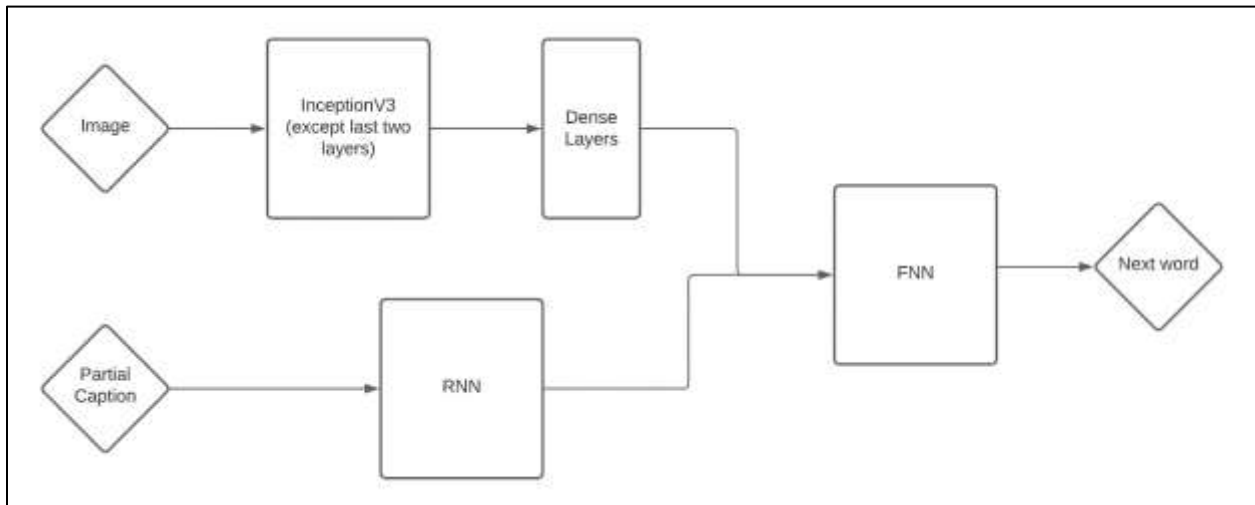 Image
InceptionV3
(except last two
layers)
Dense
Layers
FNN
Next word
Partial
Caption
RNN